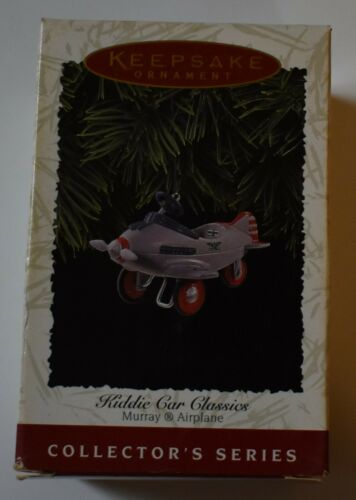 KEEPSAKE
ORNAMENT
Kiddie Car Classics
Murray ® Airplane
COLLECTOR'S SERIES